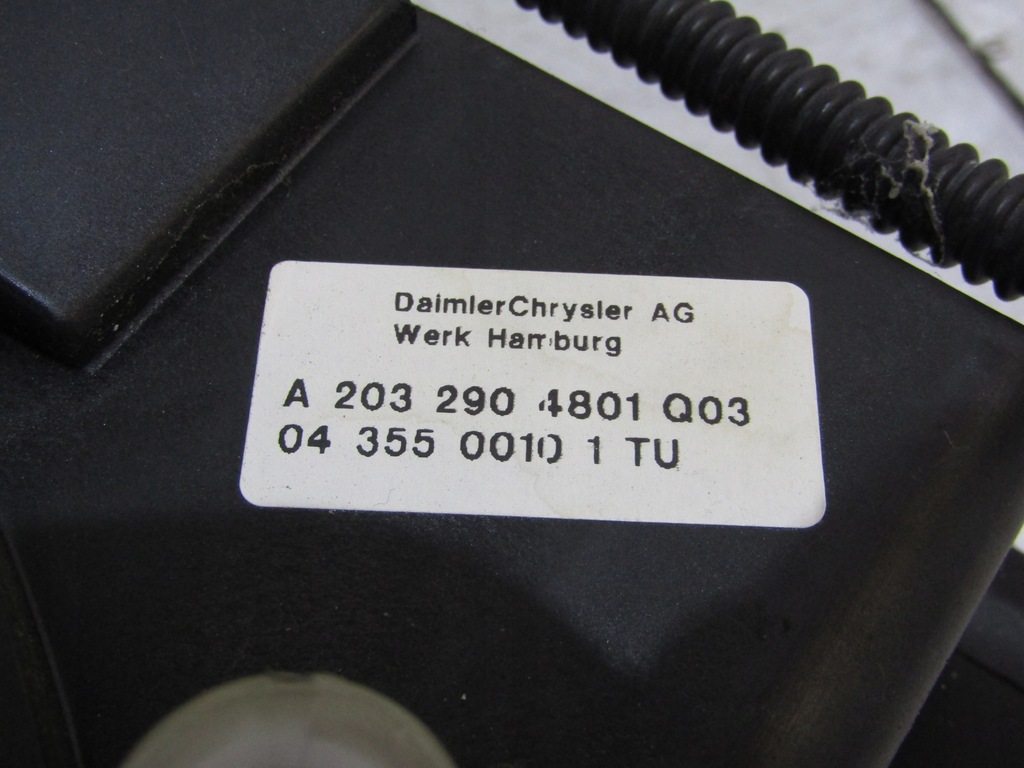 DaimlerChrysler AG
Werk Hamburg
A 203 290 4801 Q03
04 355 0010 1 TU